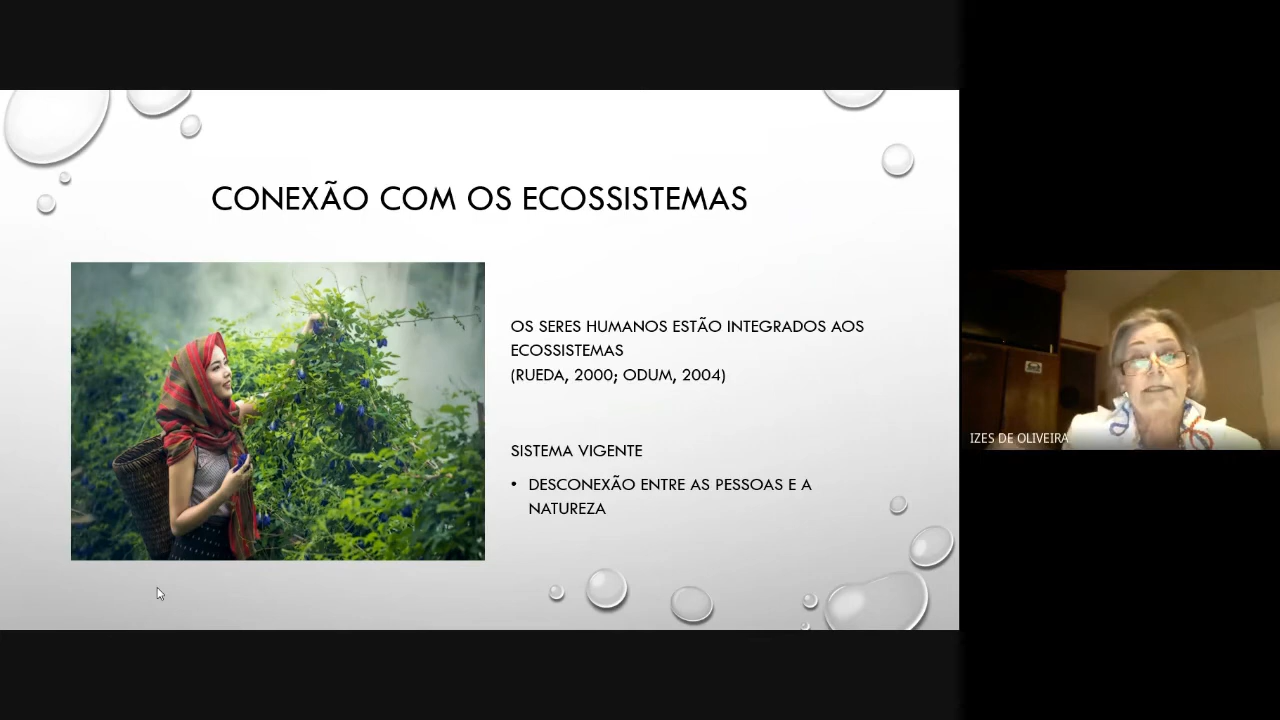 CONEXÃO COM OS ECOSSISTEMAS
OS SERES HUMANOS ESTÃO INTEGRADOS AOS
ECOSSISTEMAS
(RUEDA, 2000; ODUM, 2004)
SISTEMA VIGENTE
• DESCONEXÃO ENTRE AS PESSOAS E A
NATUREZA
IZES DE OLIVEIRA